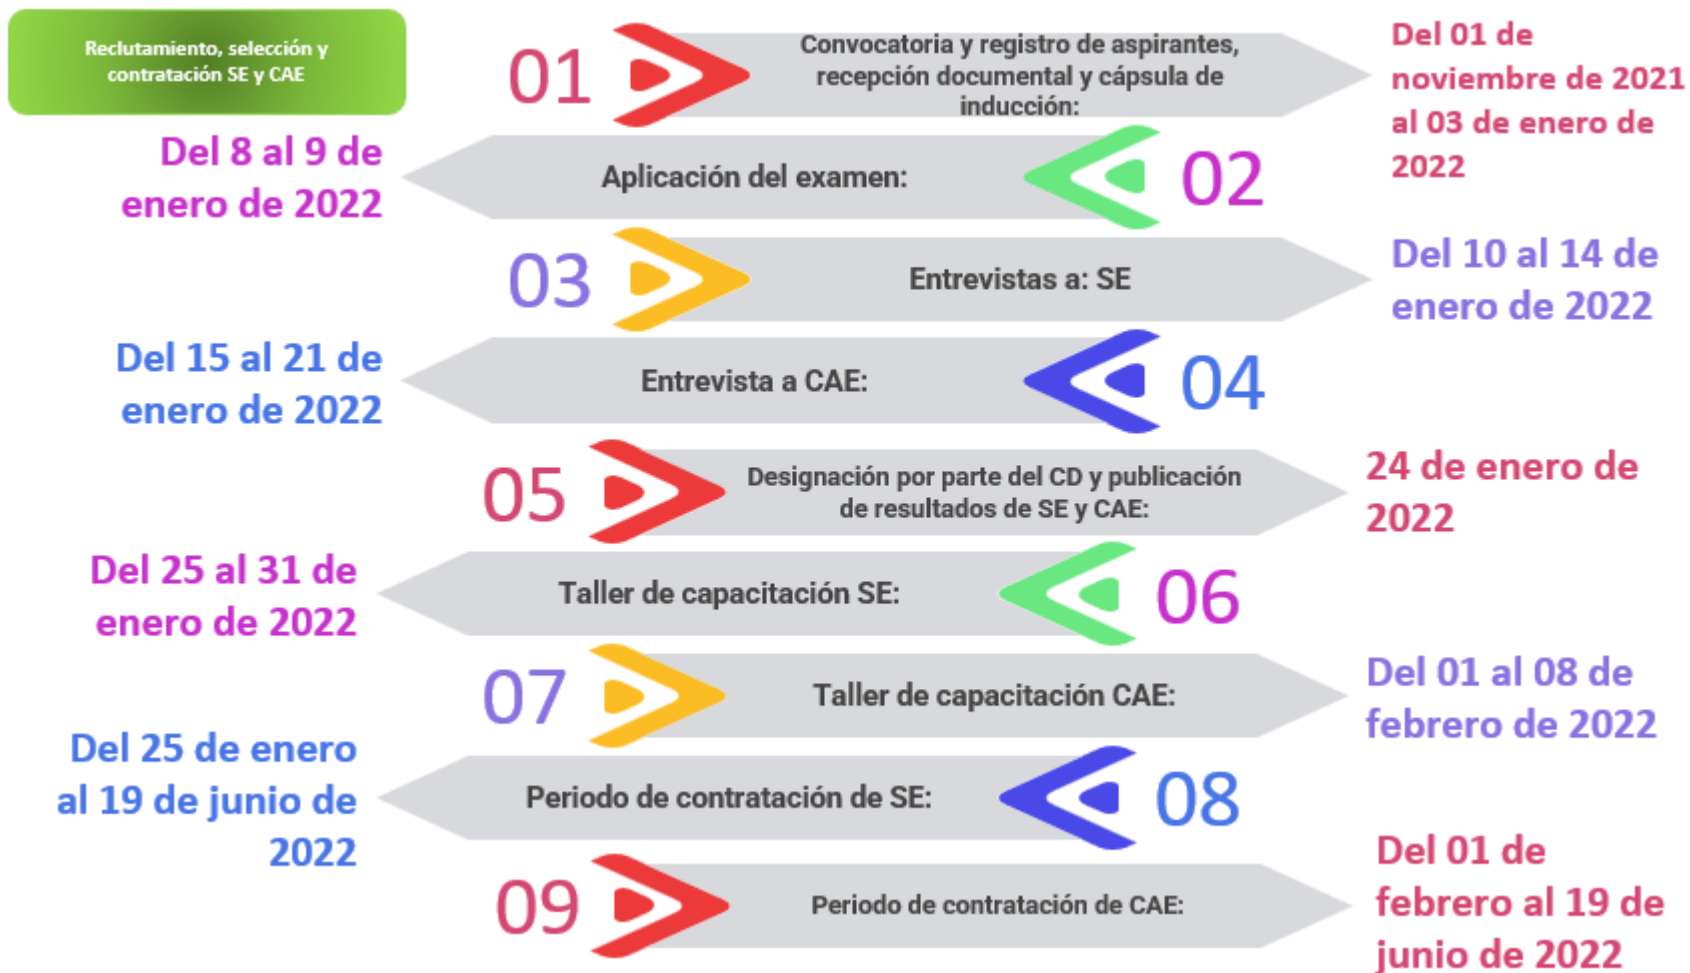 Reclutamiento, selección y
contratación SE y CAE
01
Convocatoria y registro de aspirantes,
recepción documental y cápsula de
inducción:
Del 01 de
noviembre de 2021
al 03 de enero de
2022
Del 8 al 9 de
enero de 2022
Aplicación del examen:
02
03
Entrevistas a: SE
Del 10 al 14 de
enero de 2022
Del 15 al 21 de
enero de 2022
Entrevista a CAE:
04
05
Designación por parte del CD y publicación
de resultados de SE y CAE:
24 de enero de
2022
Del 25 al 31 de
enero de 2022
Taller de capacitación SE:
06
07
Taller de capacitación CAE:
Del 01 al 08 de
febrero de 2022
Del 25 de enero
al 19 de junio de
2022
Periodo de contratación de SE:
08
09
Periodo de contratación de CAE:
Del 01 de
febrero al 19 de
junio de 2022